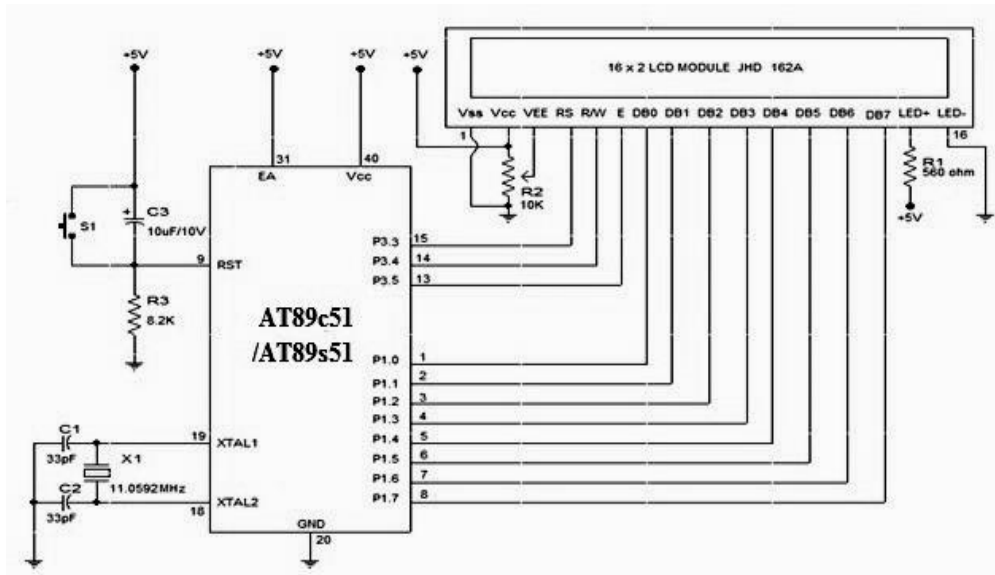 +5V
+5V
+5V
+5V
16 x 2 LCD MODULE JHD 162A
Vss Vcc VEE RS R/W E DB0 DB1 DB2 DB3 DB4 DB5 DB6 DB7 LED+ LED-
1
16
31
40
EA
Vcc
R1
560 ohm
+5V
R2
10K
S1
C3
+
10uF/10V
9
RST
R3
8.2K
P3.3 15
P3.4 14
P3.5 13
AT89c51
/AT89s51
P1.0 1
P1.1 2
P1.2 3
P1.3 4
P1.4 5
P1.5 6
P1.6 7
P1.7 8
C1
33pF
19
XTAL1
X1
11.0592MHz
C2
33pF
18
XTAL2
GND
20